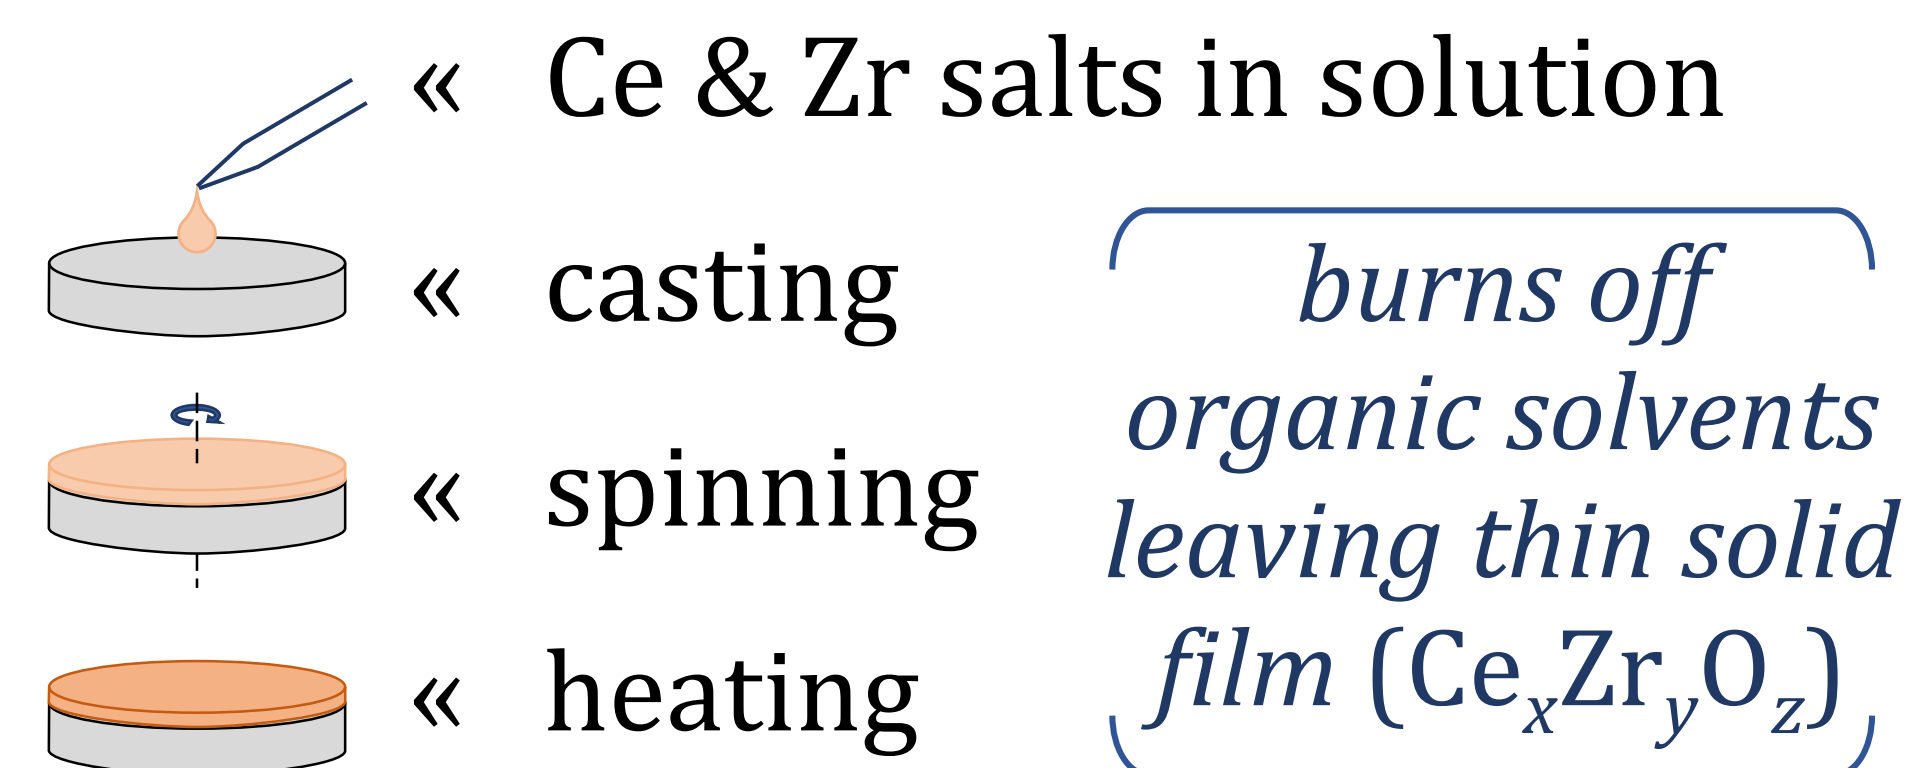 « Ce & Zr salts in solution
« casting
« spinning
« heating
burns off
organic solvents
leaving thin solid
film (CexZryOz)